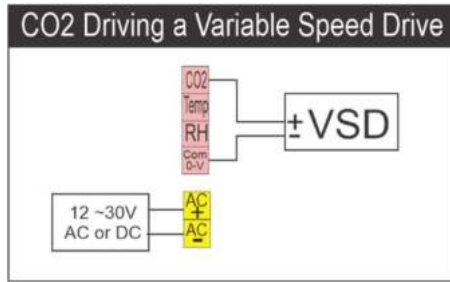 CO2 Driving a Variable Speed Drive
CO2
Temp
RH
Com
0-V
± VSD
12 ~30V
AC or DC
AC
+
AC
-